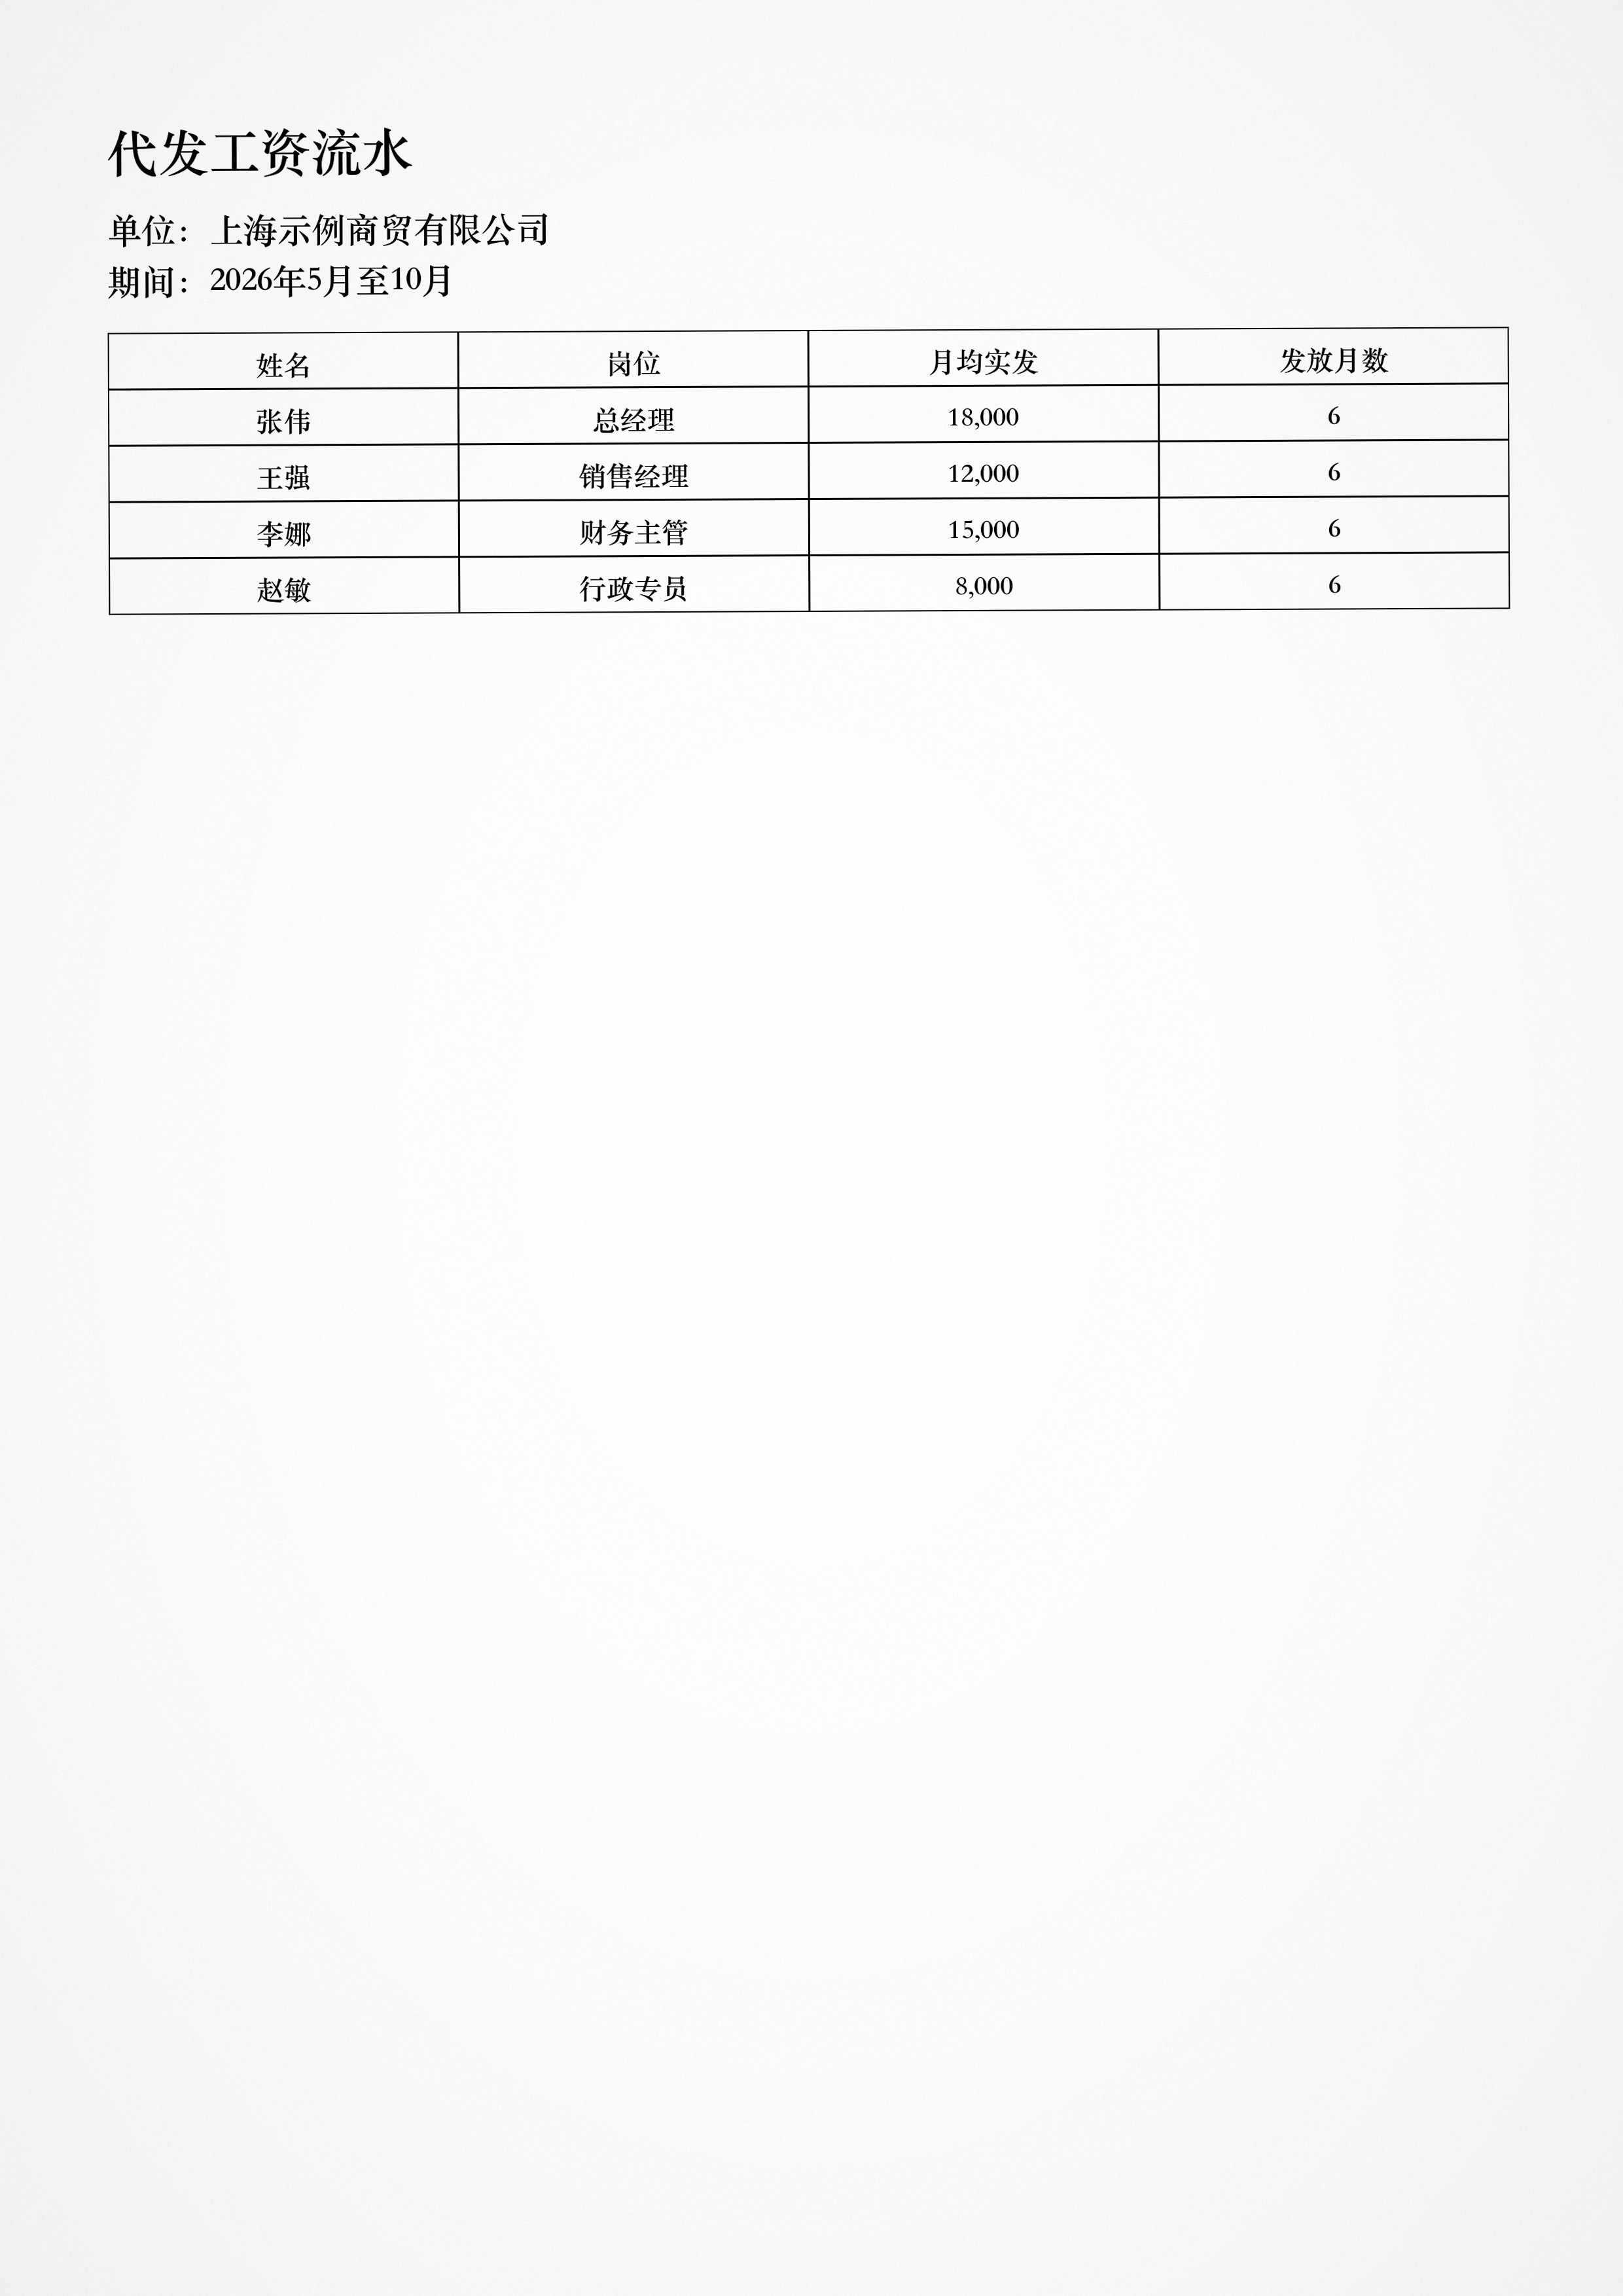 代发工资流水
单位：上海示例商贸有限公司
期间：2026年5月至10月
姓名 岗位 月均实发 发放月数
张伟 总经理 18,000 6
王强 销售经理 12,000 6
李娜 财务主管 15,000 6
赵敏 行政专员 8,000 6